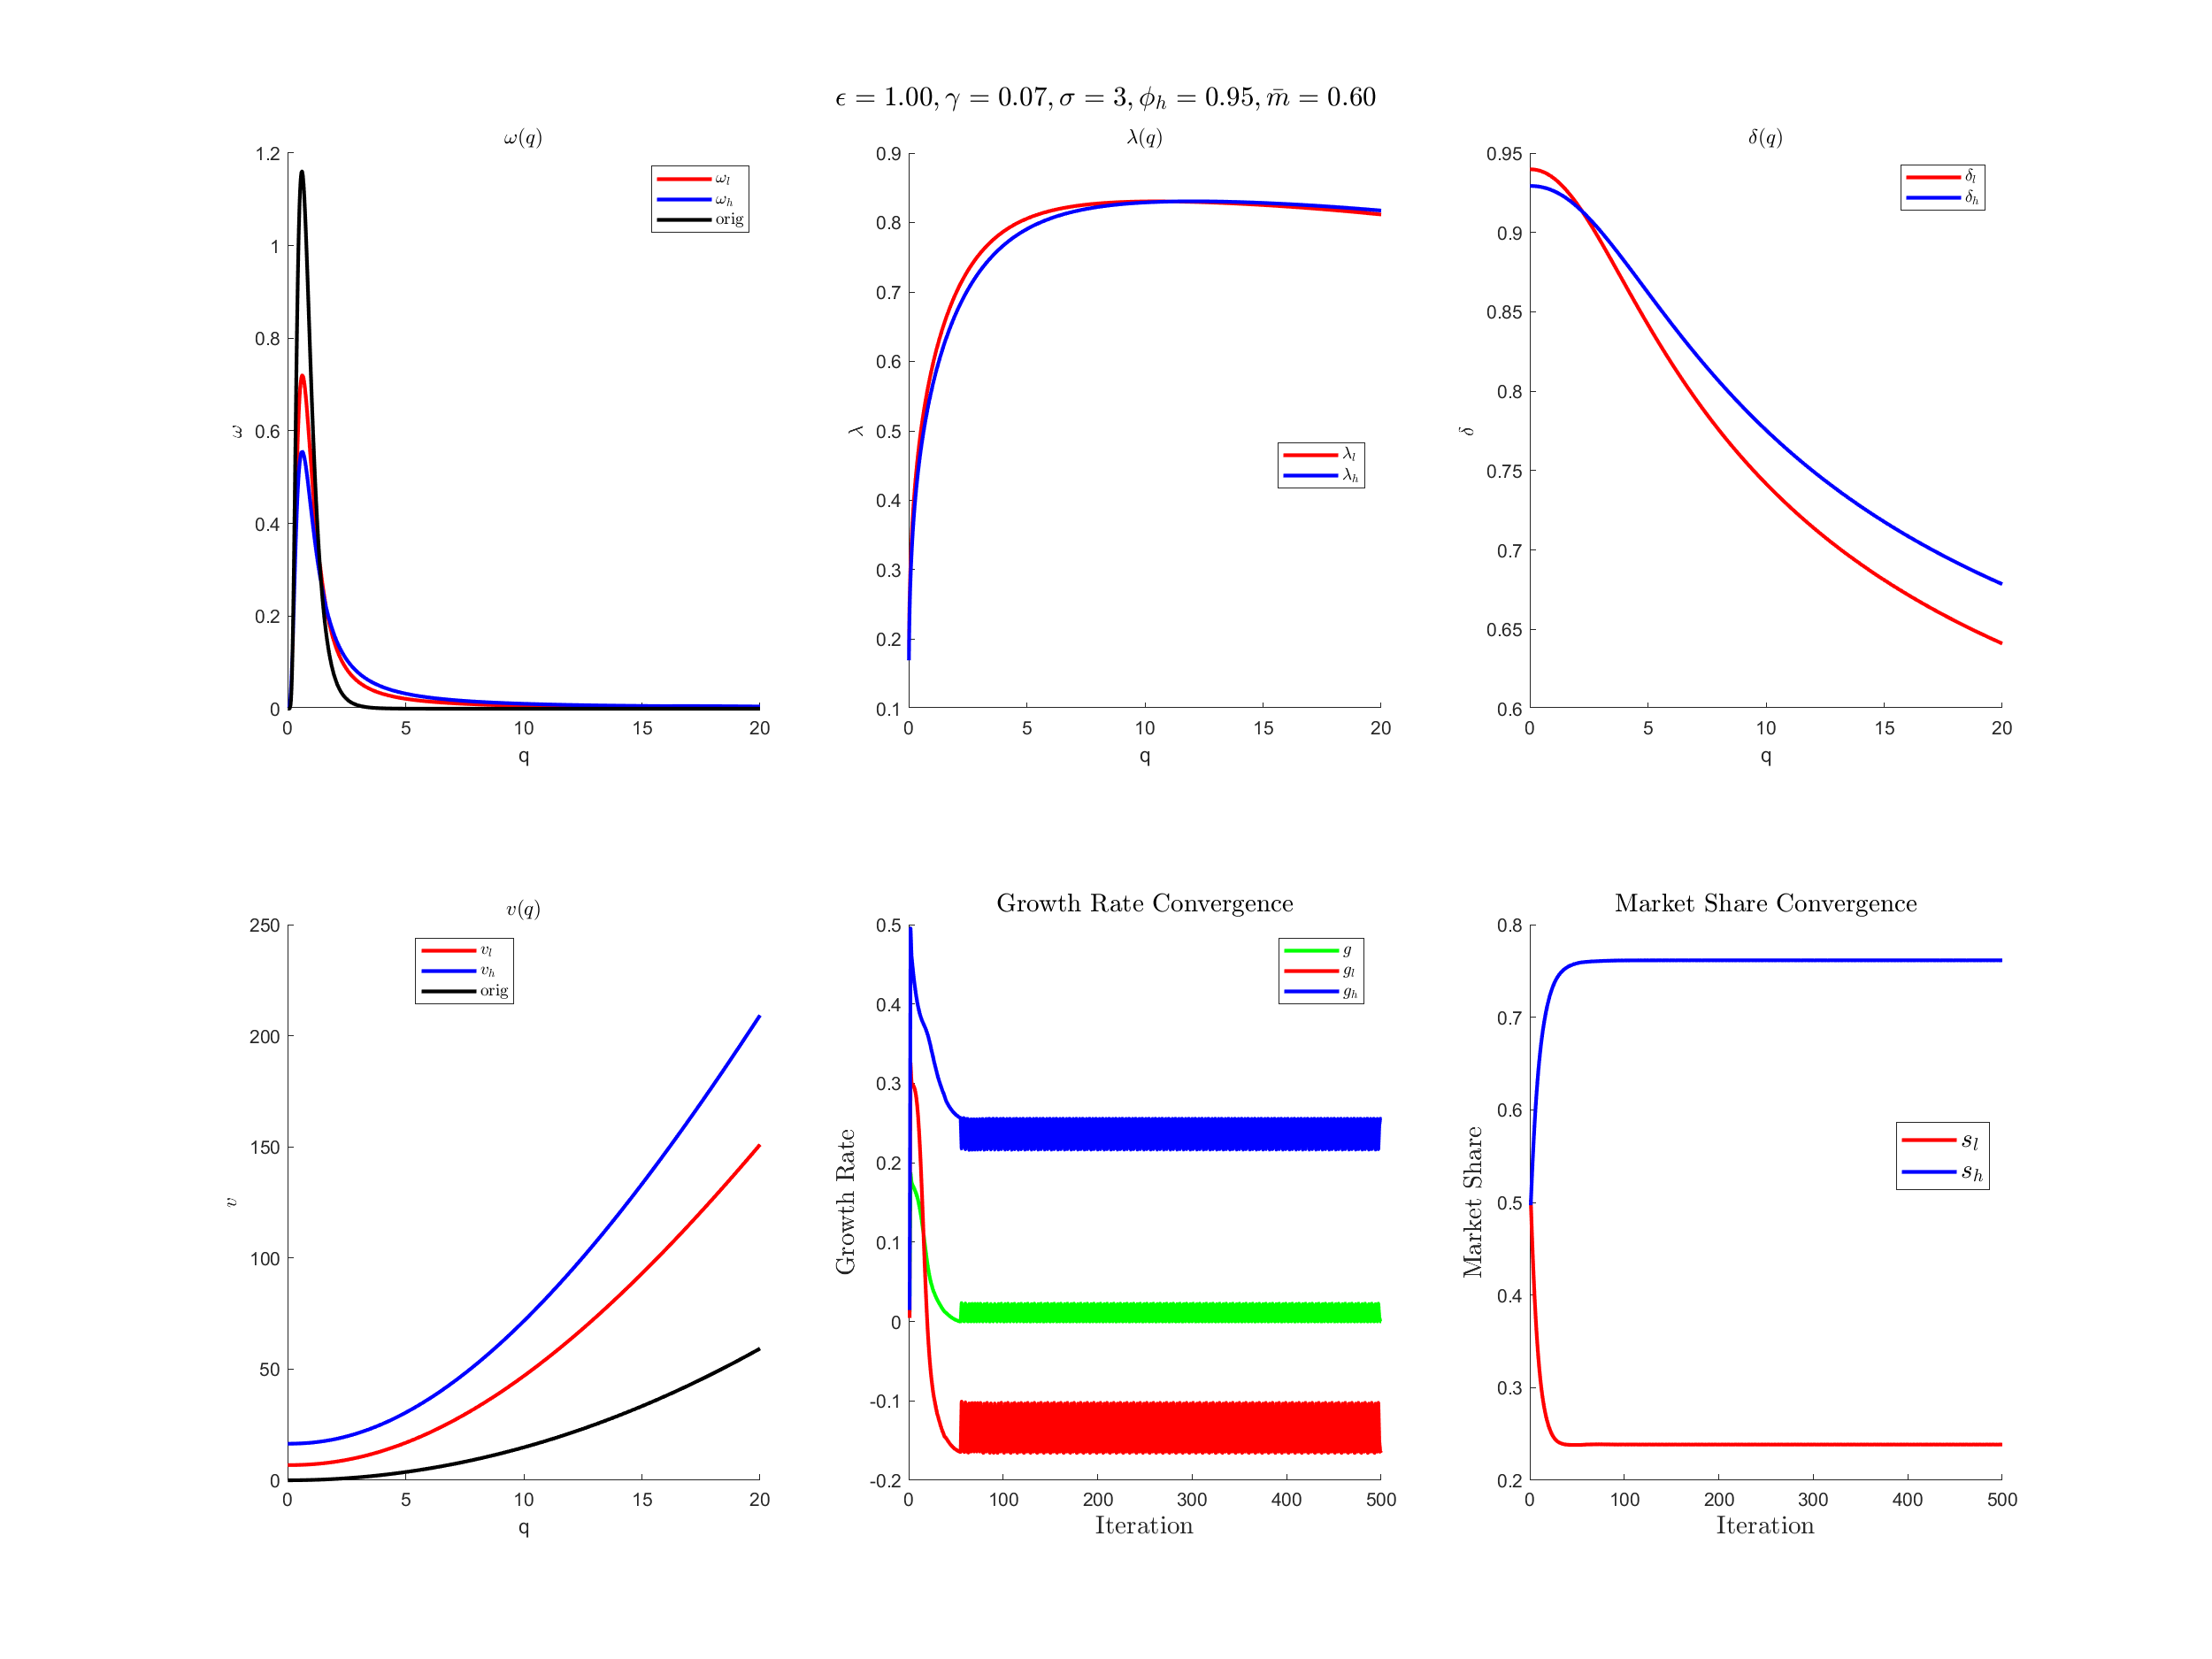 ϵ = 1.00, γ = 0.07, σ = 3, ϕ_h = 0.95, m̄ = 0.60
ω(q)
1.2
1
0.8
0.6
0.4
0.2
0
ω
0 5 10 15 20
q
ω_l
ω_h
orig
λ(q)
0.9
0.8
0.7
0.6
0.5
0.4
0.3
0.2
0.1
λ
0 5 10 15 20
q
λ_l
λ_h
δ(q)
0.95
0.9
0.85
0.8
0.75
0.7
0.65
0.6
δ
0 5 10 15 20
q
δ_l
δ_h
v(q)
250
200
150
100
50
0
v
0 5 10 15 20
q
v_l
v_h
orig
Growth Rate Convergence
0.5
0.4
0.3
0.2
0.1
0
-0.1
-0.2
Growth Rate
0 100 200 300 400 500
Iteration
g
g_l
g_h
Market Share Convergence
0.8
0.7
0.6
0.5
0.4
0.3
0.2
Market Share
0 100 200 300 400 500
Iteration
s_l
s_h